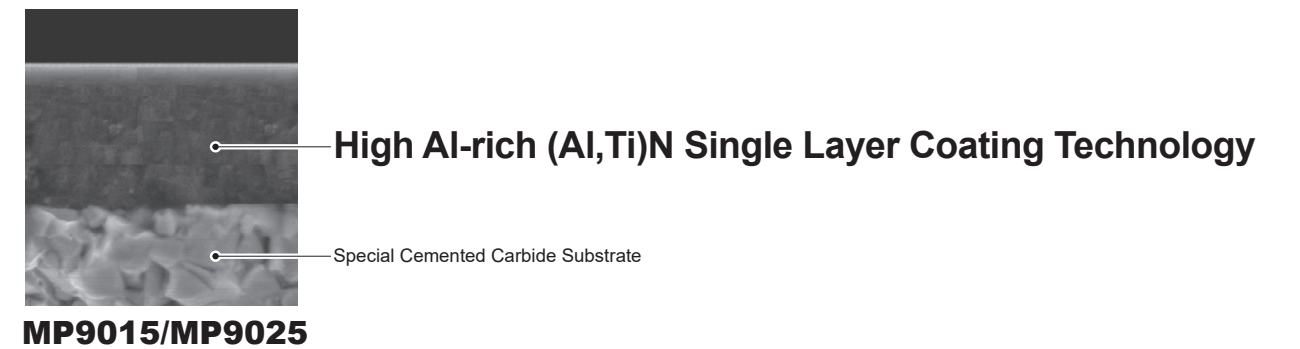 High Al-rich (Al,Ti)N Single Layer Coating Technology
Special Cemented Carbide Substrate
MP9015/MP9025